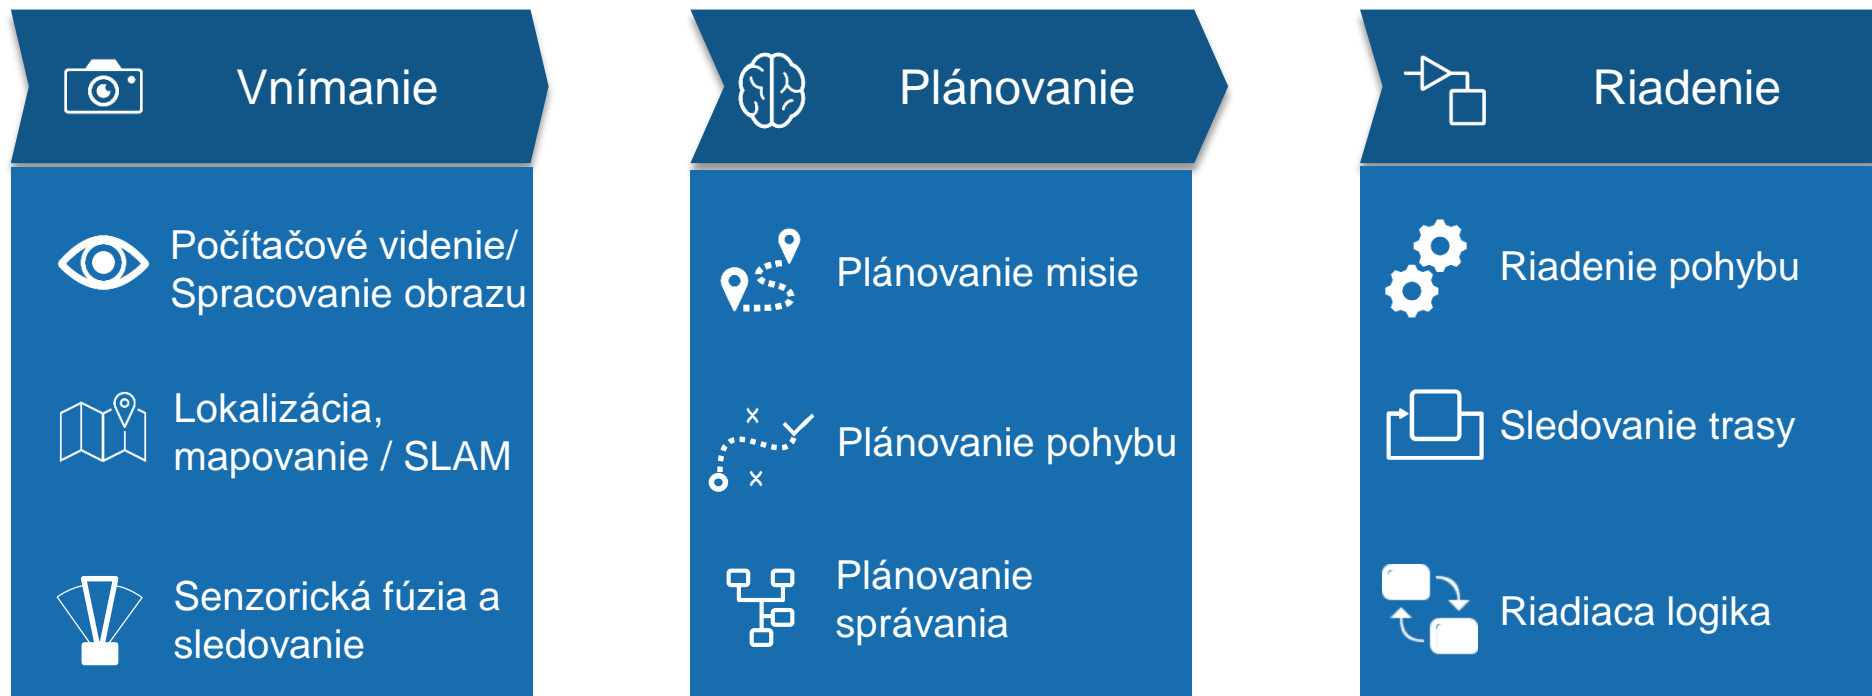 Vnímanie
Počítačové videnie/
Spracovanie obrazu
Lokalizácia,
mapovanie / SLAM
Senzorická fúzia a
sledovanie
Plánovanie
Plánovanie misie
Plánovanie pohybu
Plánovanie
správania
Riadenie
Riadenie pohybu
Sledovanie trasy
Riadiaca logika